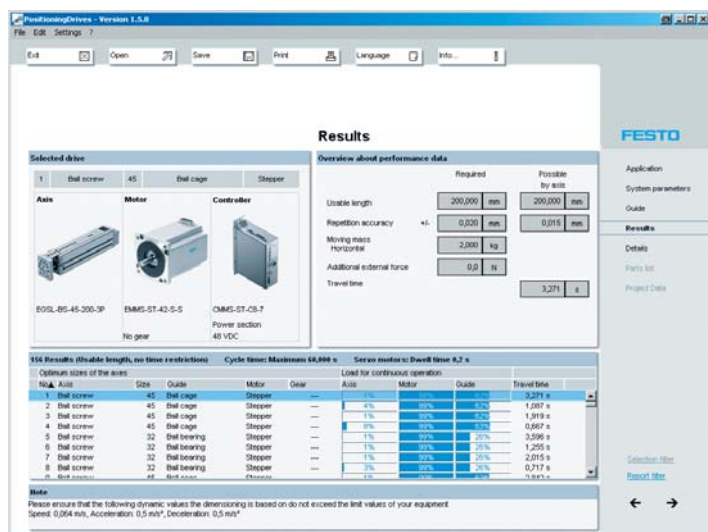 PositioningDrives - Version 1.5.0
File Edit Settings ?
Exit Open Save Print Language Info...
Results
FESTO
Selected drive
1 Ball screw 45 Ball cage Stepper
Axis Motor Controller
EGSL-BS-45-200-3P EMMS-ST-42-S-S CMMS-ST-C8-7
Power section
No gear 48 VDC
Overview about performance data
Required Possible
by axis
Usable length 200,000 mm 200,000 mm
Repetition accuracy +/- 0,020 mm 0,015 mm
Moving mass
Horizontal 2,000 kg
Additional external force 0,0 N
Travel time 3,271 s
Application
System parameters
Guide
Results
Details
Parts list
Project Data
156 Results (Usable length, no time restriction) Cycle time: Maximum 60,000 s Servo motors: Dwell time 0,2 s
Optimum sizes of the axes Load for continuous operation
No. Axis Size Guide Motor Gear Axis Motor Guide Travel time
1 Ball screw 45 Ball cage Stepper --- 1% 99% 62% 3,271 s
2 Ball screw 45 Ball cage Stepper --- 4% 99% 62% 1,087 s
3 Ball screw 45 Ball cage Stepper --- 1% 99% 62% 1,919 s
4 Ball screw 45 Ball cage Stepper --- 8% 99% 63% 0,667 s
5 Ball screw 32 Ball bearing Stepper --- 1% 99% 26% 3,596 s
6 Ball screw 32 Ball bearing Stepper --- 1% 99% 26% 1,255 s
7 Ball screw 32 Ball bearing Stepper --- 1% 99% 26% 2,015 s
8 Ball screw 32 Ball bearing Stepper --- 3% 99% 26% 0,717 s
Selection filter
Report filter
Note
Please ensure that the following dynamic values the dimensioning is based on do not exceed the limit values of your equipment
Speed: 0,064 m/s, Acceleration: 0,5 m/s², Deceleration: 0,5 m/s²